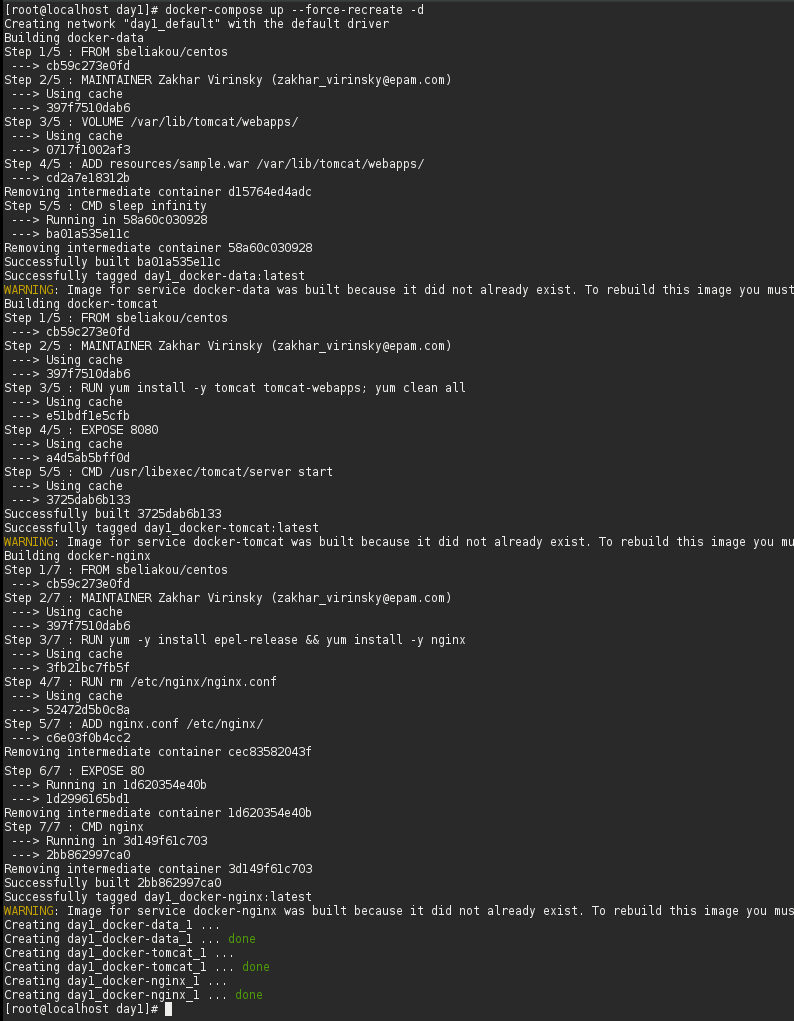 [root@localhost day1]# docker-compose up --force-recreate -d
Creating network "day1_default" with the default driver
Building docker-data
Step 1/5 : FROM sbeliakou/centos
 ---> cb59c273e0fd
Step 2/5 : MAINTAINER Zakhar Virinsky (zakhar_virinsky@epam.com)
 ---> Using cache
 ---> 397f7510dab6
Step 3/5 : VOLUME /var/lib/tomcat/webapps/
 ---> Using cache
 ---> 0717f1002af3
Step 4/5 : ADD resources/sample.war /var/lib/tomcat/webapps/
 ---> cd2a7e18312b
Removing intermediate container d15764ed4adc
Step 5/5 : CMD sleep infinity
 ---> Running in 58a60c030928
 ---> ba01a535e11c
Removing intermediate container 58a60c030928
Successfully built ba01a535e11c
Successfully tagged day1_docker-data:latest
WARNING: Image for service docker-data was built because it did not already exist. To rebuild this image you must
Building docker-tomcat
Step 1/5 : FROM sbeliakou/centos
 ---> cb59c273e0fd
Step 2/5 : MAINTAINER Zakhar Virinsky (zakhar_virinsky@epam.com)
 ---> Using cache
 ---> 397f7510dab6
Step 3/5 : RUN yum install -y tomcat tomcat-webapps; yum clean all
 ---> Using cache
 ---> e51bdf1e5cfb
Step 4/5 : EXPOSE 8080
 ---> Using cache
 ---> a4d5ab5bff0d
Step 5/5 : CMD /usr/libexec/tomcat/server start
 ---> Using cache
 ---> 3725dab6b133
Successfully built 3725dab6b133
Successfully tagged day1_docker-tomcat:latest
WARNING: Image for service docker-tomcat was built because it did not already exist. To rebuild this image you mu
Building docker-nginx
Step 1/7 : FROM sbeliakou/centos
 ---> cb59c273e0fd
Step 2/7 : MAINTAINER Zakhar Virinsky (zakhar_virinsky@epam.com)
 ---> Using cache
 ---> 397f7510dab6
Step 3/7 : RUN yum -y install epel-release && yum install -y nginx
 ---> Using cache
 ---> 3fb21bc7fb5f
Step 4/7 : RUN rm /etc/nginx/nginx.conf
 ---> Using cache
 ---> 52472d5b0c8a
Step 5/7 : ADD nginx.conf /etc/nginx/
 ---> c6e03f0b4cc2
Removing intermediate container cec83582043f
Step 6/7 : EXPOSE 80
 ---> Running in 1d620354e40b
 ---> 1d2996165bd1
Removing intermediate container 1d620354e40b
Step 7/7 : CMD nginx
 ---> Running in 3d149f61c703
 ---> 2bb862997ca0
Removing intermediate container 3d149f61c703
Successfully built 2bb862997ca0
Successfully tagged day1_docker-nginx:latest
WARNING: Image for service docker-nginx was built because it did not already exist. To rebuild this image you mus
Creating day1_docker-data_1 ...
Creating day1_docker-data_1 ... done
Creating day1_docker-tomcat_1 ...
Creating day1_docker-tomcat_1 ... done
Creating day1_docker-nginx_1 ...
Creating day1_docker-nginx_1 ... done
[root@localhost day1]#